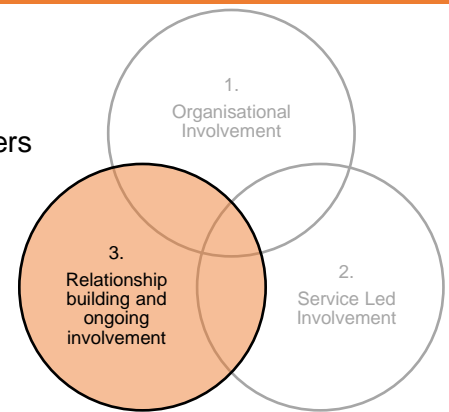 1.
Organisational
Involvement
ers
3.
Relationship
building and
ongoing
involvement
2.
Service Led
Involvement